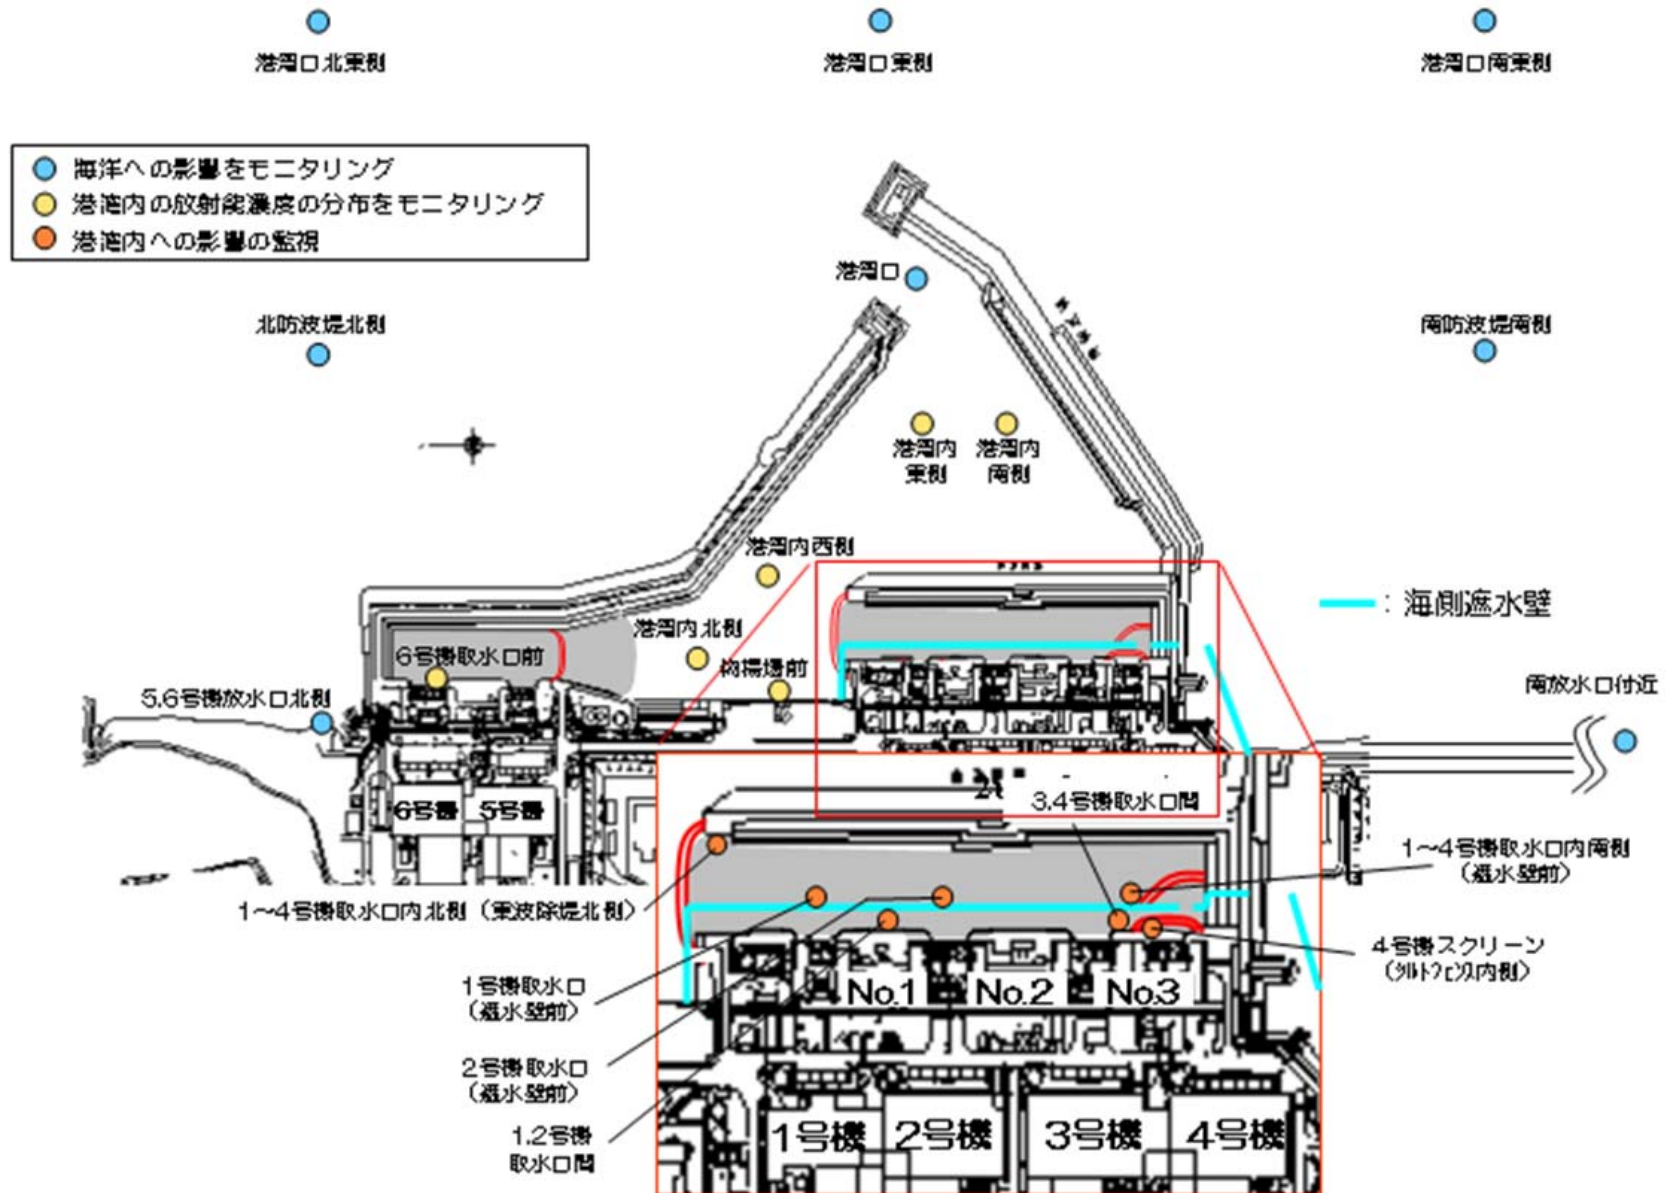 港湾口北東側
港湾口東側
港湾口南東側
海洋への影響をモニタリング
港湾内の放射能濃度の分布をモニタリング
港湾内への影響の監視
港湾口
北防波堤北側
南防波堤南側
港湾内
東側
港湾内
南側
港湾内西側
:海側遮水壁
港湾内北側
6号機取水口前
物揚場前
南放水口付近
5.6号機放水口北側
3.4号機取水口間
6号機
5号機
1~4号機取水口内南側
(遮水壁前)
1~4号機取水口内北側(東波除堤北側)
4号機スクリーン
(シルトフェンス内側)
1号機取水口
(遮水壁前)
No.1
No.2
No.3
2号機取水口
(遮水壁前)
1.2号機
取水口間
1号機
2号機
3号機
4号機